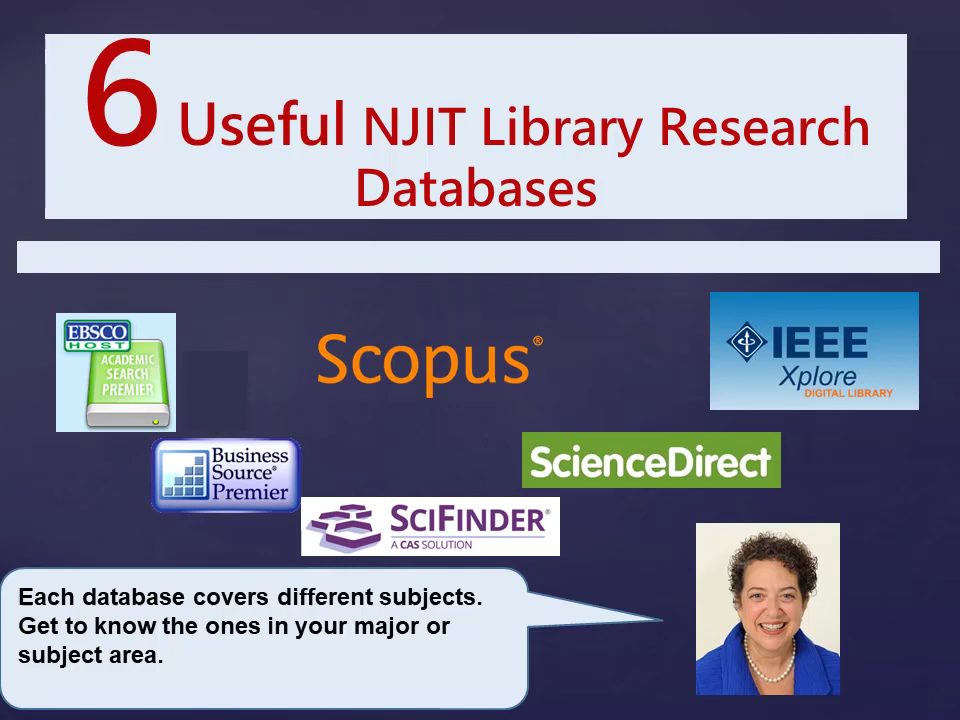 6 Useful NJIT Library Research
Databases
EBSCO
HOST
ACADEMIC
SEARCH
PREMIER
Scopus®
IEEE
Xplore
DIGITAL LIBRARY
Business
Source®
Premier
ScienceDirect
SCIFINDER®
A CAS SOLUTION
Each database covers different subjects.
Get to know the ones in your major or
subject area.